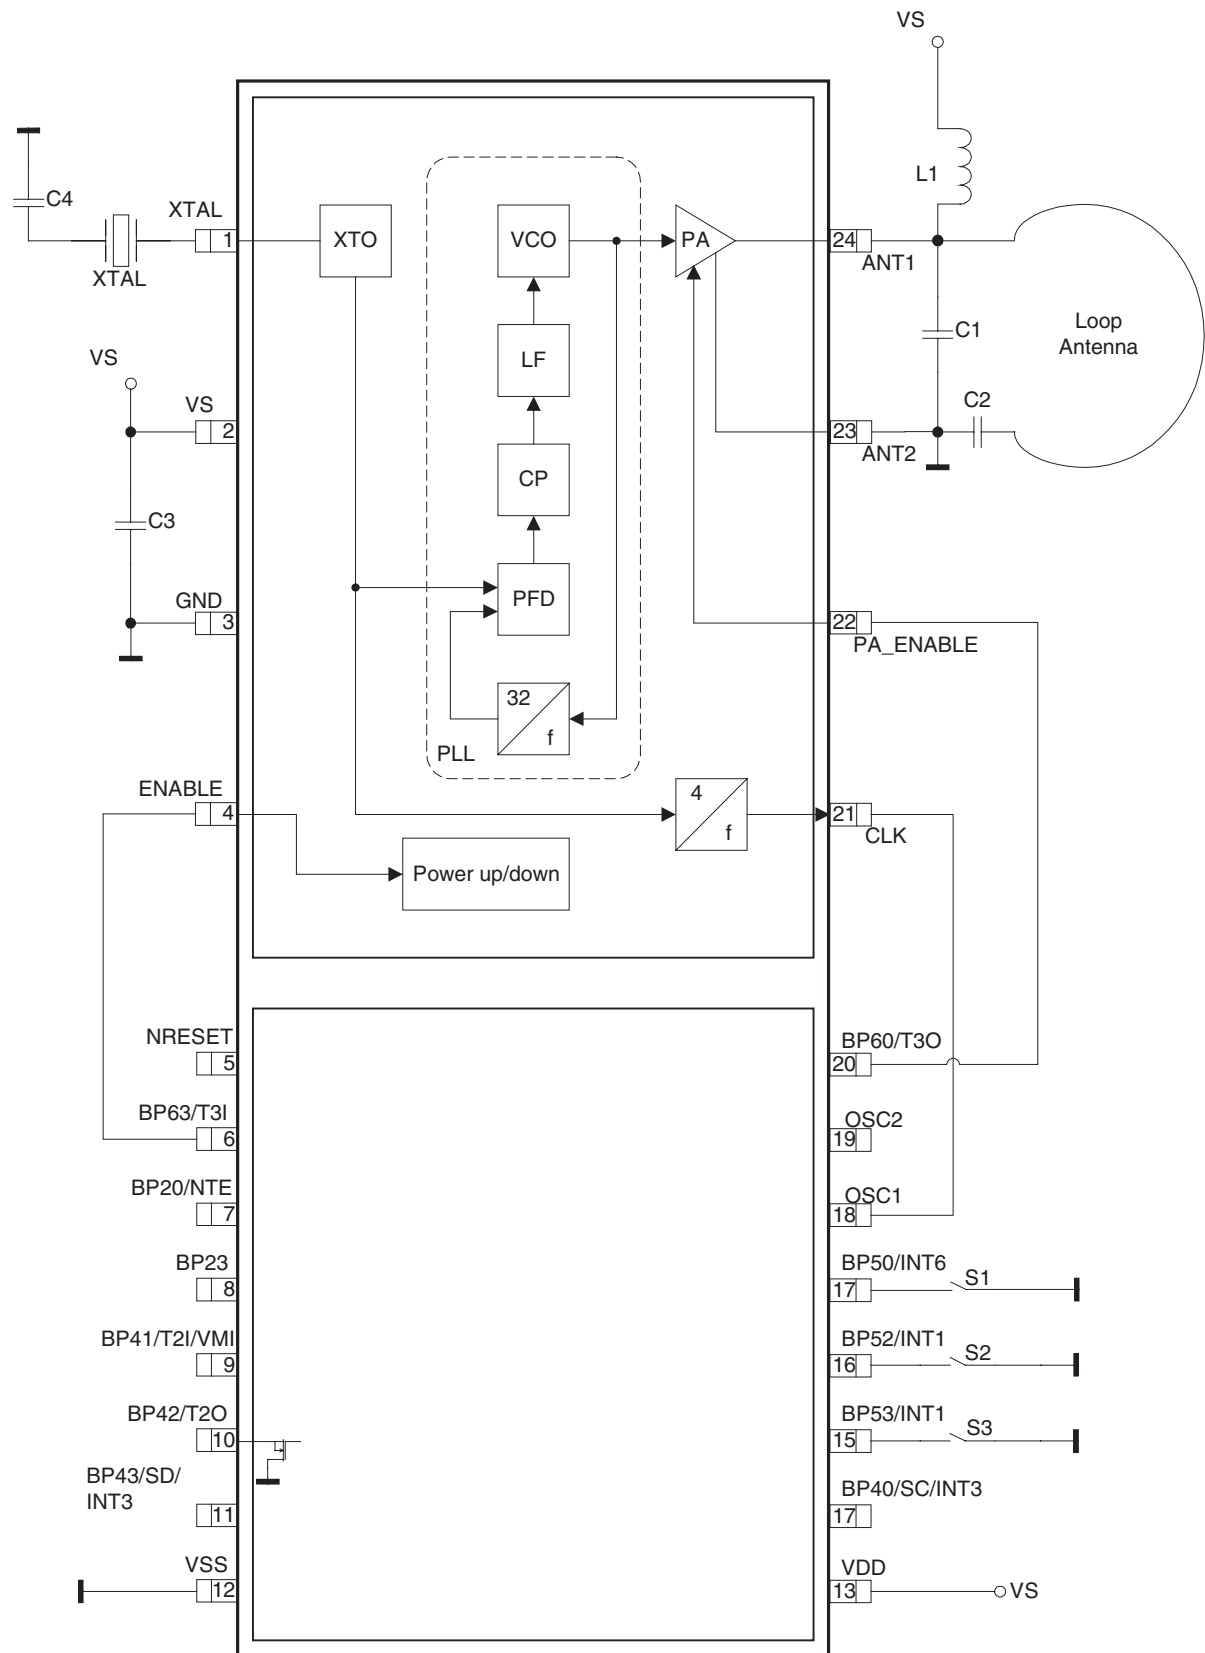 VS
L1
C4
XTAL
1
XTAL
XTO
VCO
PA
24
ANT1
Loop
Antenna
C1
LF
VS
VS
2
C2
23
ANT2
CP
C3
GND
3
PFD
22
PA_ENABLE
32
f
PLL
ENABLE
4
4
f
21
CLK
Power up/down
NRESET
5
BP60/T3O
20
BP63/T3I
6
OSC2
19
BP20/NTE
7
OSC1
18
BP23
8
BP50/INT6
17
S1
BP41/T2I/VMI
9
BP52/INT1
16
S2
BP42/T2O
10
BP53/INT1
15
S3
BP43/SD/
INT3
11
BP40/SC/INT3
17
VSS
12
VDD
13
VS